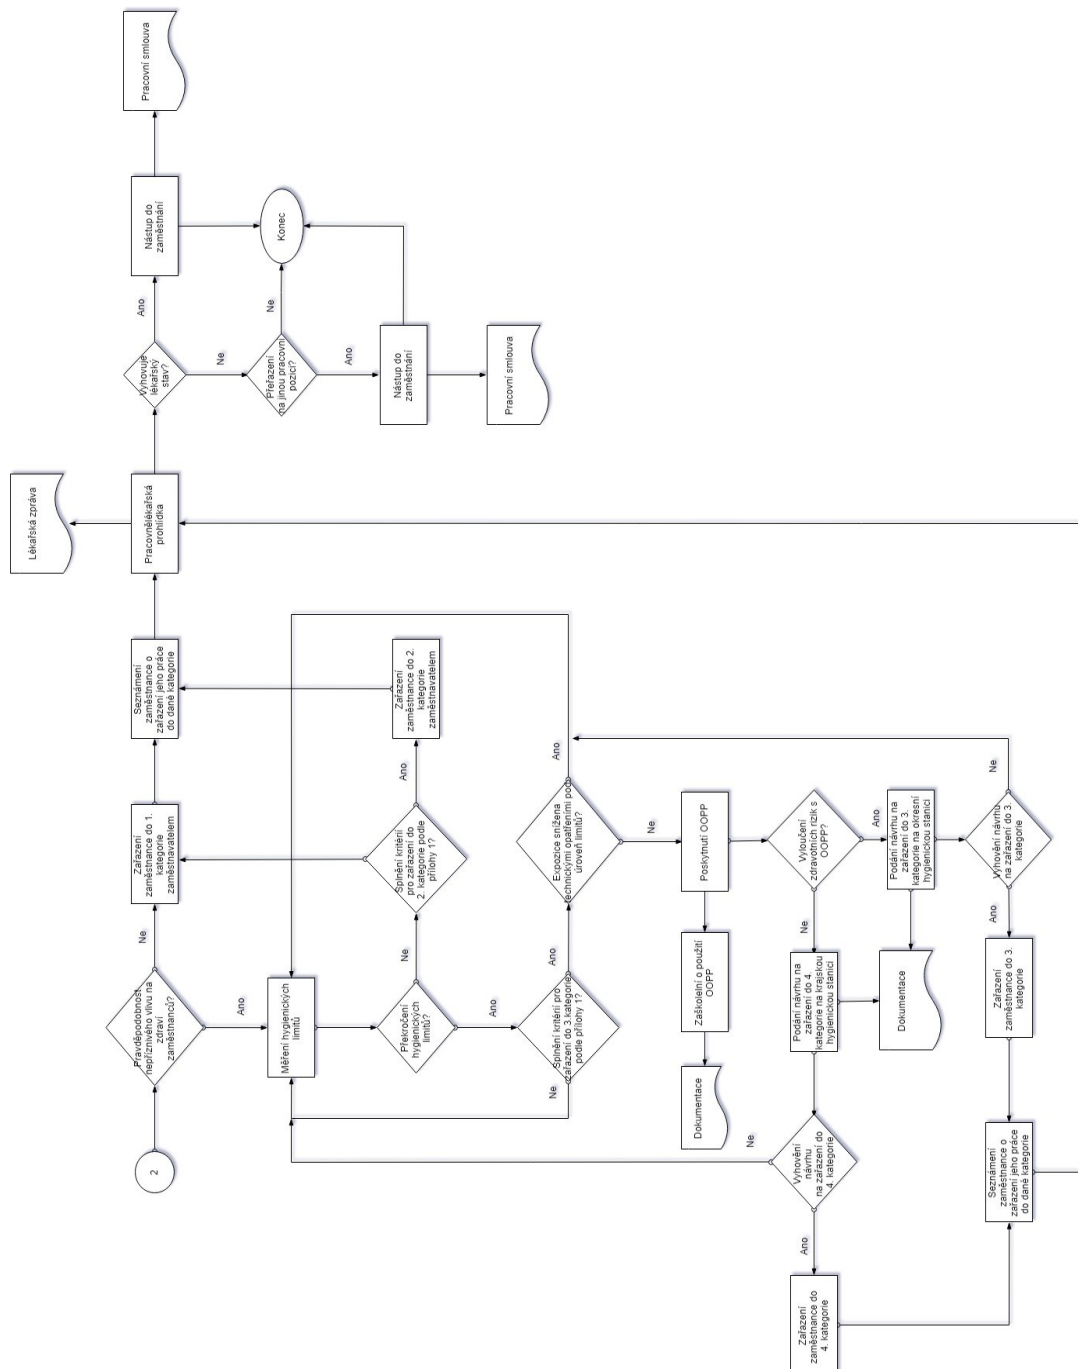 Lékařská zpráva
2
Pravděpodobnost
nepříznivého vlivu na
zdraví
zaměstnanců?
Ne
Zařazení
zaměstnance do 1.
kategorie
zaměstnavatelem
Seznámení
zaměstnance o
zařazení jeho práce
do dané kategorie
Pracovnělékařská
prohlídka
Vyhovuje
lékařský
stav?
Ano
Nástup do
zaměstnání
Pracovní smlouva
Ano
Ne
Měření hygienických
limitů
Přeřazení
na jinou pracovní
pozici?
Ne
Konec
Ano
Překročení
hygienických
limitů?
Ne
Splnění kritérií
pro zařazení do
2. kategorie podle
přílohy 1?
Ano
Zařazení
zaměstnance do 2.
kategorie
zaměstnavatelem
Nástup do
zaměstnání
Pracovní smlouva
Ano
Ne
Splnění kritérií pro
zařazení do 3.kategorie
podle přílohy 1?
Ano
Expozice snížena
technickými opatřeními pod
úroveň limitů?
Ano
Ne
Dokumentace
Zaškolelní o použití
OOPP
Poskytnutí OOPP
Ne
Vyhovění
návrhu
na zařazení do
4. kategorie
Podání návrhu na
zařazení do 4.
kategorie na krajskou
hygienickou stanici
Ne
Vyloučení
zdravotních rizik s
OOPP?
Ano
Zařazení
zaměstnance do
4. kategorie
Ano
Dokumentace
Podání návrhu na
zařazení do 3.
kategorie na okresní
hygienickou stanici
Seznámení
zaměstnance o
zařazení jeho práce
do dané kategorie
Zařazení
zaměstnance do 3.
kategorie
Ano
Vyhovění návrhu
na zařazení do 3.
kategorie
Ne